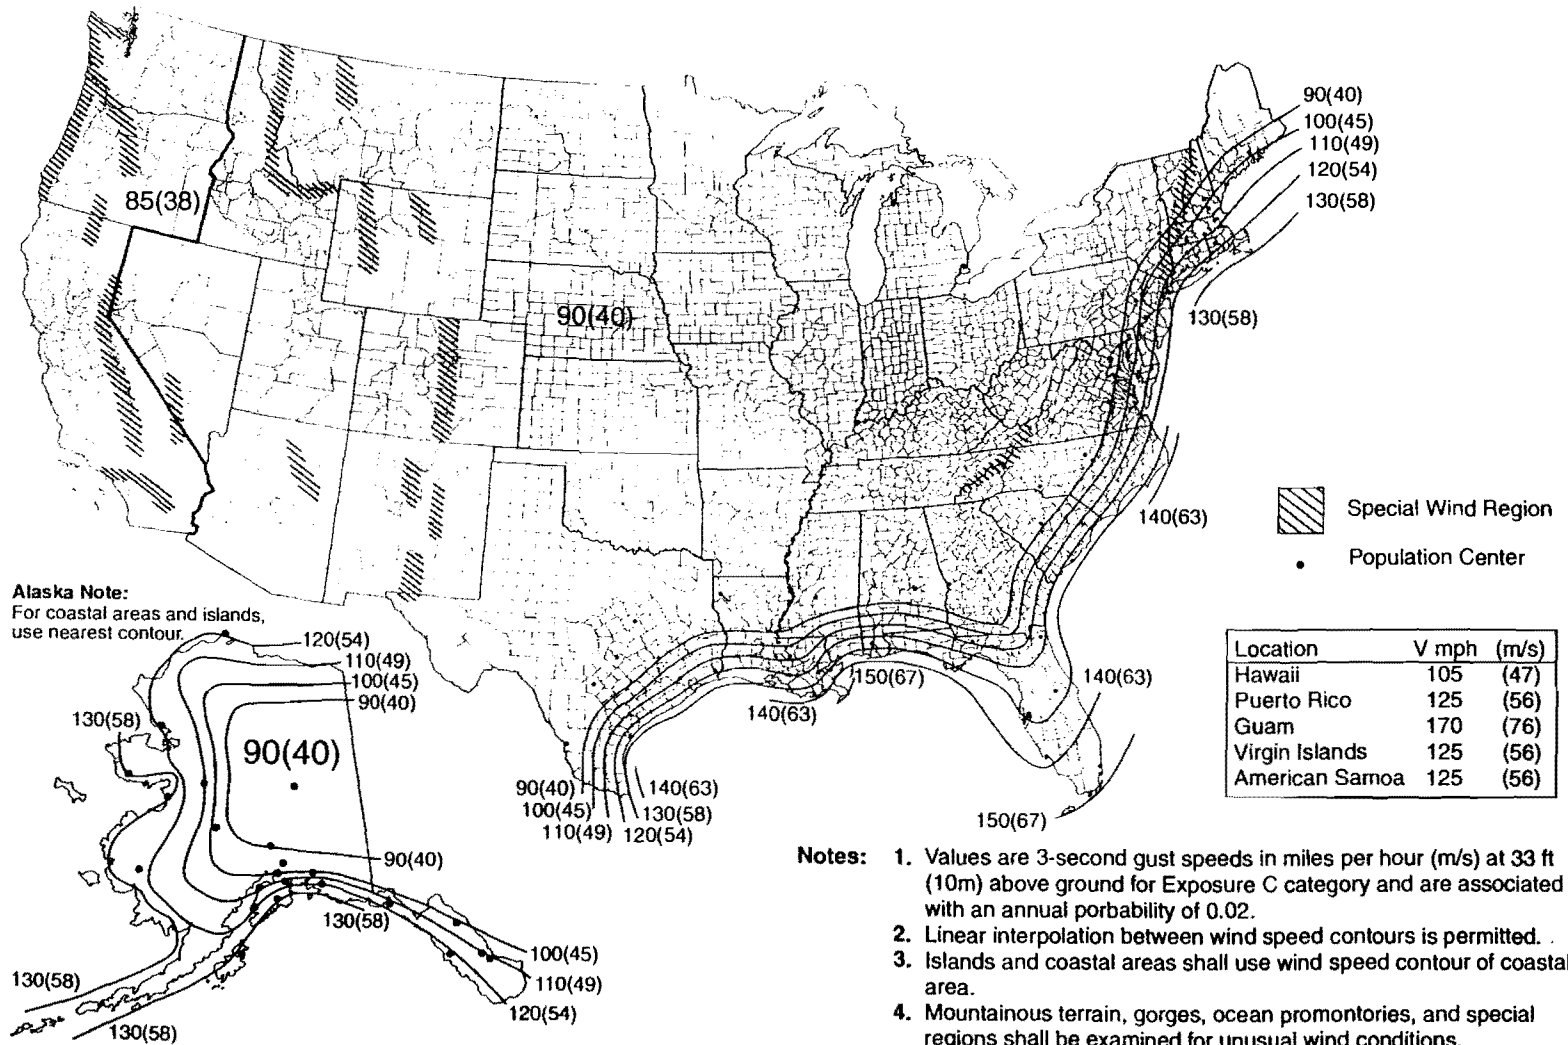 90(40)
100(45)
110(49)
120(54)
130(58)
85(38)
90(40)
130(58)
140(63)
Special Wind Region
Population Center
Alaska Note:
For coastal areas and islands,
use nearest contour.
120(54)
110(49)
100(45)
90(40)
130(58)
90(40)
150(67)
140(63)
140(63)
Location V mph (m/s)
Hawaii 105 (47)
Puerto Rico 125 (56)
Guam 170 (76)
Virgin Islands 125 (56)
American Samoa 125 (56)
90(40)
100(45)
110(49)
140(63)
130(58)
120(54)
150(67)
90(40)
130(58)
100(45)
110(49)
120(54)
130(58)
130(58)
Notes: 1. Values are 3-second gust speeds in miles per hour (m/s) at 33 ft
(10m) above ground for Exposure C category and are associated
with an annual porbability of 0.02.
2. Linear interpolation between wind speed contours is permitted.
3. Islands and coastal areas shall use wind speed contour of coastal
area.
4. Mountainous terrain, gorges, ocean promontories, and special
regions shall be examined for unusual wind conditions.